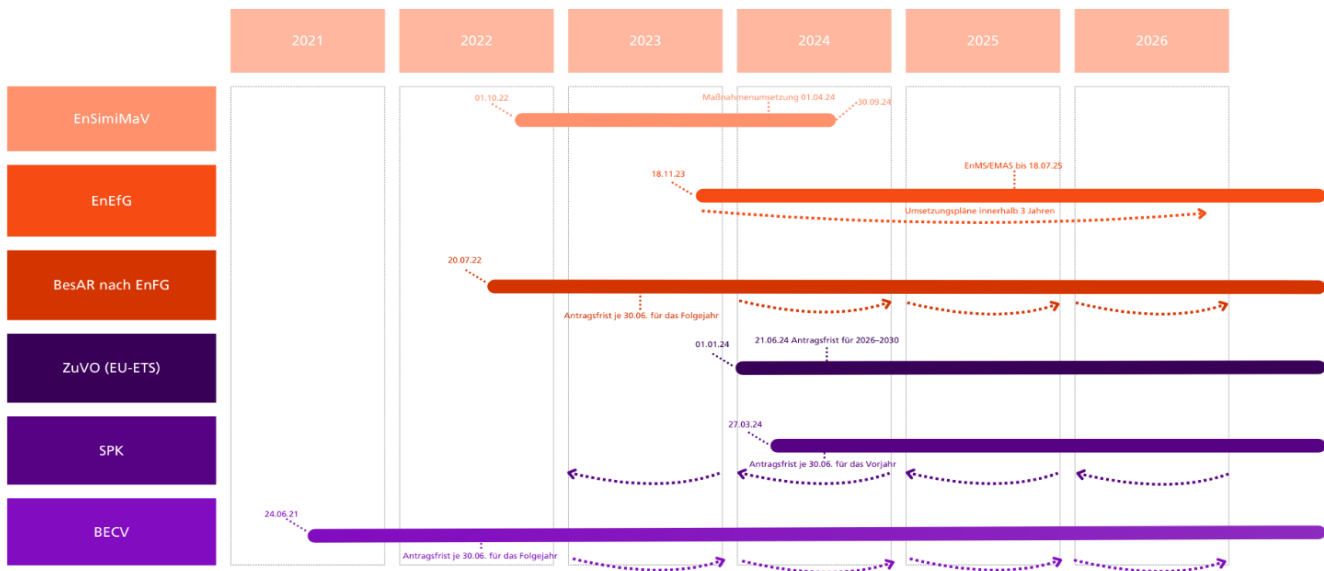 2021
2022
2023
2024
2025
2026
EnSimiMaV
01.10.22
Maßnahmenumsetzung 01.04.24
30.09.24
EnEfG
18.11.23
EnMS/EMAS bis 18.07.25
Umsetzungspläne innerhalb 3 Jahren
BesAR nach EnFG
20.07.22
Antragsfrist je 30.06. für das Folgejahr
ZuVO (EU-ETS)
01.01.24
21.06.24 Antragsfrist für 2026–2030
SPK
27.03.24
Antragsfrist je 30.06. für das Vorjahr
BECV
24.06.21
Antragsfrist je 30.06. für das Folgejahr